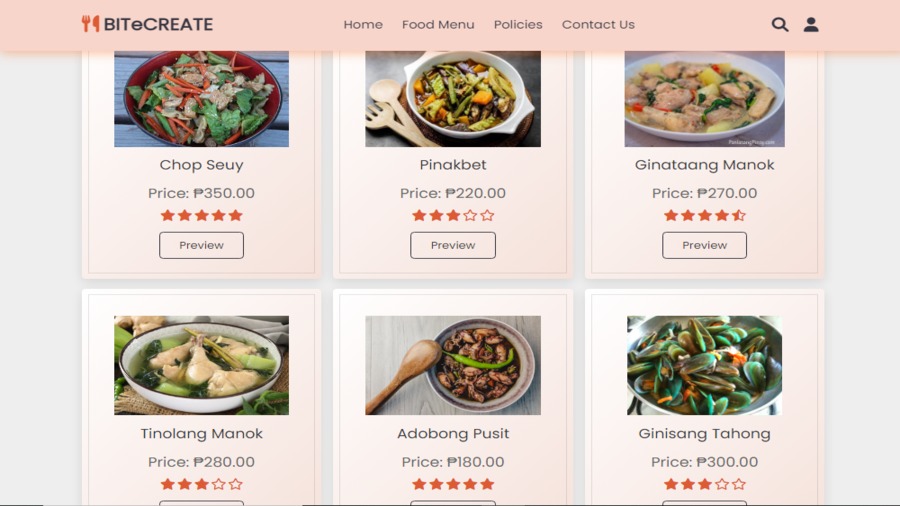 BITeCREATE
Home Food Menu Policies Contact Us
Chop Seuy
Price: ₱350.00
Preview
Pinakbet
Price: ₱220.00
Preview
Ginataang Manok
Price: ₱270.00
Preview
Tinolang Manok
Price: ₱280.00
Adobong Pusit
Price: ₱180.00
Ginisang Tahong
Price: ₱300.00